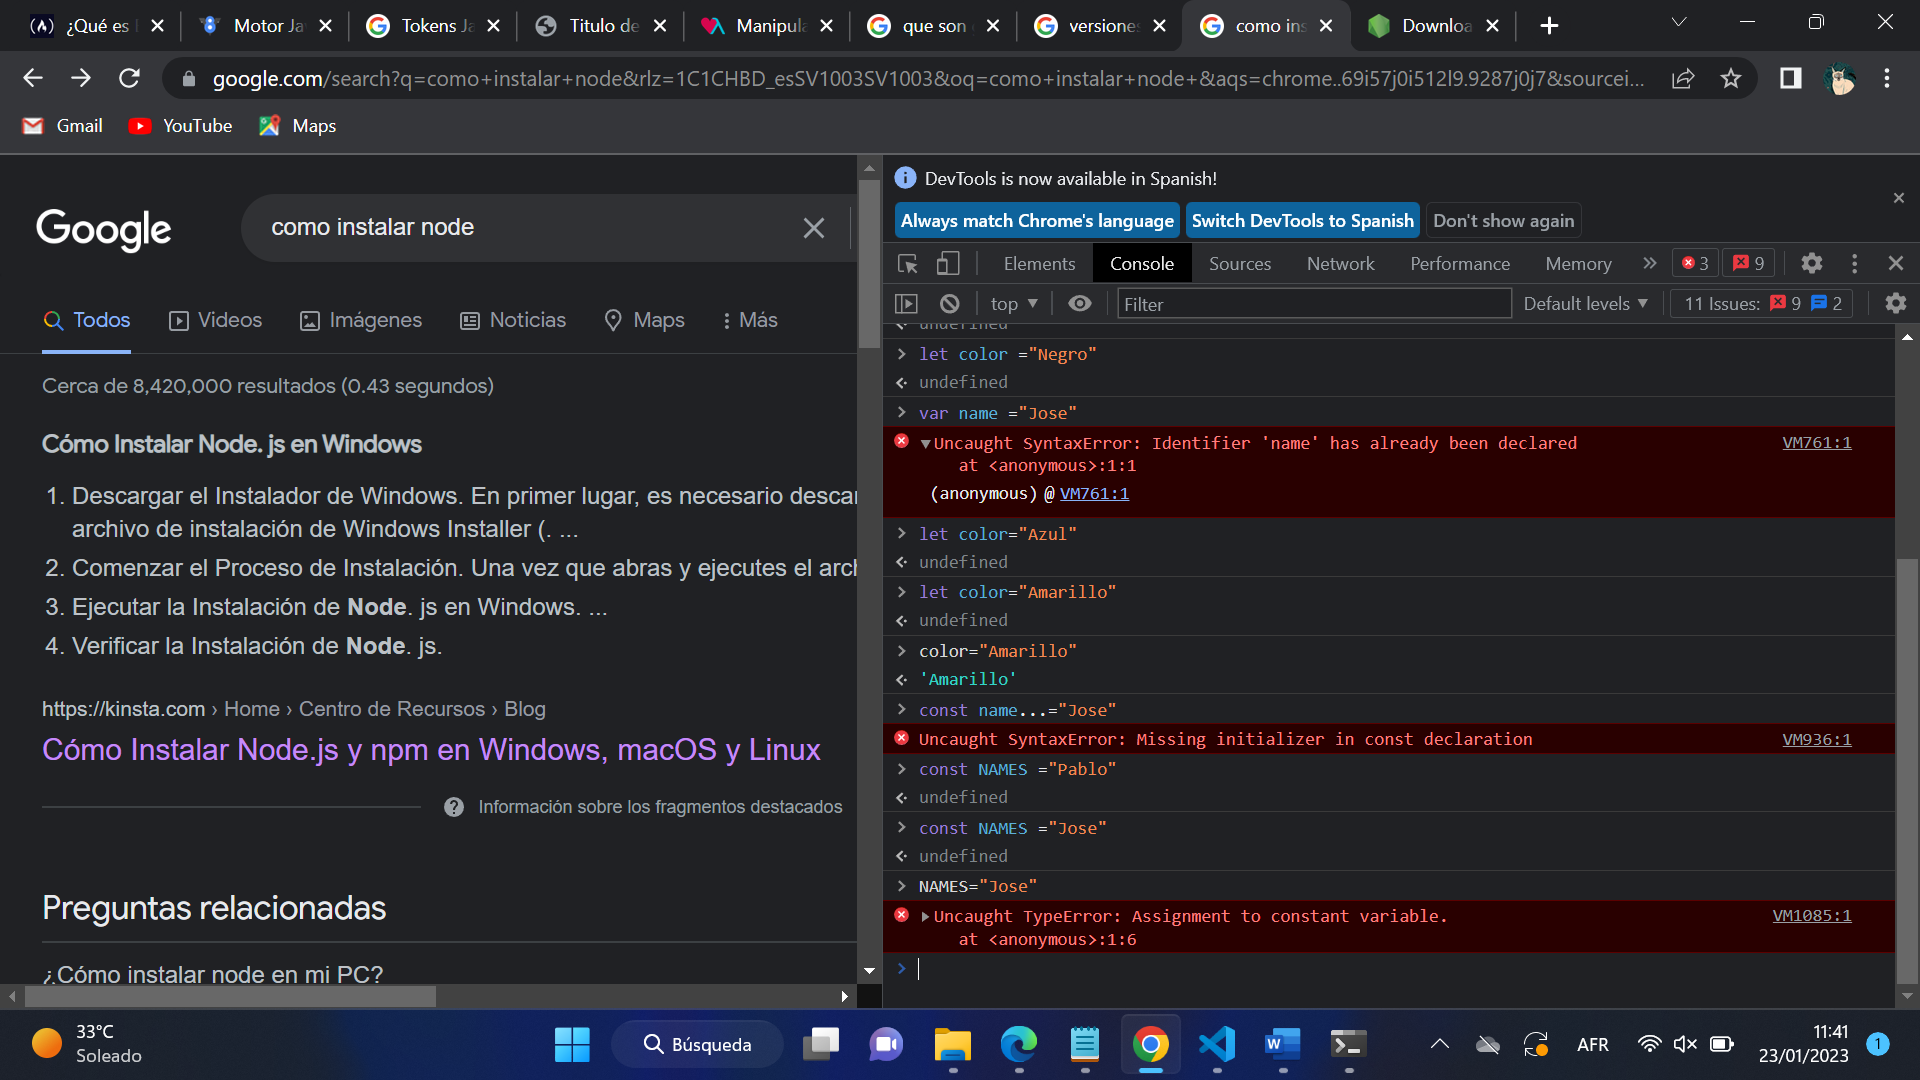 ¿Qué es
Motor Ja
Tokens Ja
Titulo de
Manipula
que son
versiones
como ins
Downloa
google.com/search?q=como+instalar+node&rlz=1C1CHBD_esSV1003SV1003&oq=como+instalar+node+&aqs=chrome..69i57j0i512l9.9287j0j7&sourcei...
Gmail
YouTube
Maps
Google
como instalar node
Todos
Videos
Imágenes
Noticias
Maps
Más
Cerca de 8,420,000 resultados (0.43 segundos)
Cómo Instalar Node. js en Windows
1. Descargar el Instalador de Windows. En primer lugar, es necesario descar
archivo de instalación de Windows Installer (. ...
2. Comenzar el Proceso de Instalación. Una vez que abras y ejecutes el arch
3. Ejecutar la Instalación de Node. js en Windows. ...
4. Verificar la Instalación de Node. js.
https://kinsta.com › Home › Centro de Recursos › Blog
Cómo Instalar Node.js y npm en Windows, macOS y Linux
Información sobre los fragmentos destacados
Preguntas relacionadas
¿Cómo instalar node en mi PC?
DevTools is now available in Spanish!
Always match Chrome's language
Switch DevTools to Spanish
Don't show again
Elements
Console
Sources
Network
Performance
Memory
3
9
top
Filter
Default levels
11 Issues: 9 2
undefined
let color ="Negro"
undefined
var name ="Jose"
Uncaught SyntaxError: Identifier 'name' has already been declared VM761:1
at <anonymous>:1:1
(anonymous) @ VM761:1
let color="Azul"
undefined
let color="Amarillo"
undefined
color="Amarillo"
'Amarillo'
const name...="Jose"
Uncaught SyntaxError: Missing initializer in const declaration VM936:1
const NAMES ="Pablo"
undefined
const NAMES ="Jose"
undefined
NAMES="Jose"
Uncaught TypeError: Assignment to constant variable. VM1085:1
at <anonymous>:1:6
33°C
Soleado
Búsqueda
AFR
11:41
23/01/2023
1